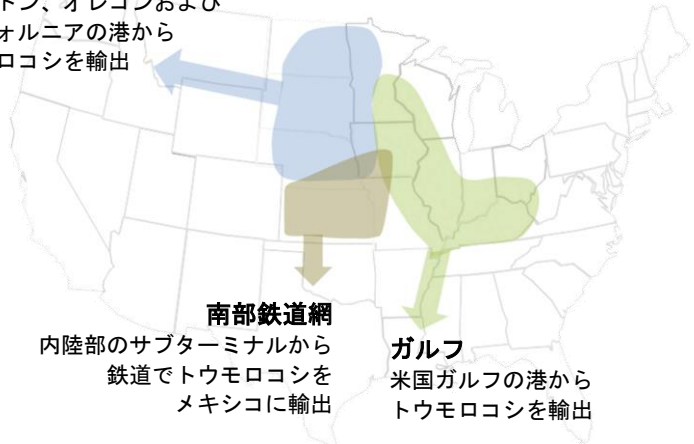 トン、オレゴンおよび
ォルニアの港から
ロコシを輸出
南部鉄道網
内陸部のサブターミナルから
鉄道でトウモロコシを
メキシコに輸出
ガルフ
米国ガルフの港から
トウモロコシを輸出